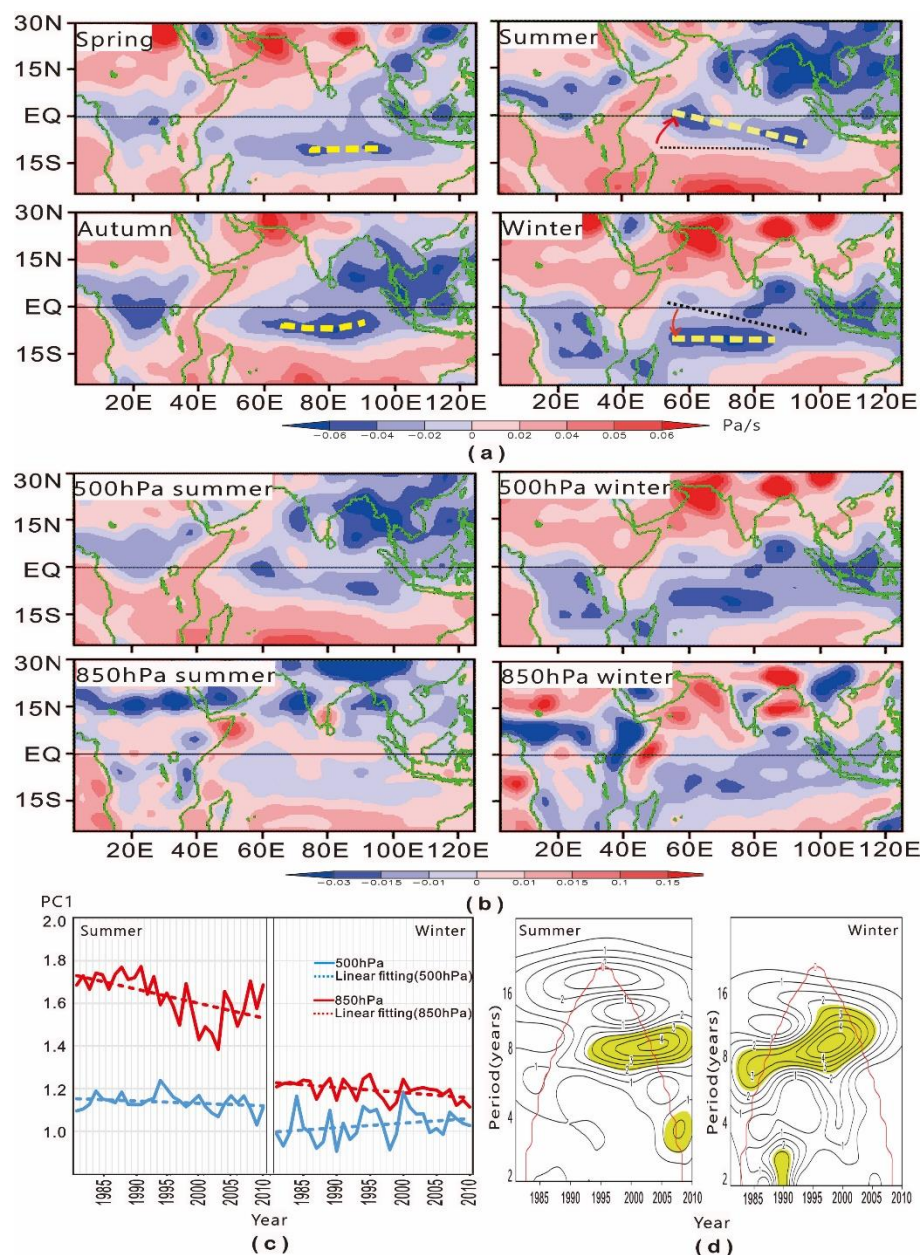 30N
15N
EQ
15S
Spring
Summer
30N
15N
EQ
15S
Autumn
Winter
20E 40E 60E 80E 100E 120E
20E 40E 60E 80E 100E 120E
-0.06 -0.04 -0.02 0 0.02 0.04 0.05 0.06 Pa/s
(a)
30N
15N
EQ
15S
500hPa summer
500hPa winter
30N
15N
EQ
15S
850hPa summer
850hPa winter
20E 40E 60E 80E 100E 120E
20E 40E 60E 80E 100E 120E
-0.03 -0.015 -0.01 0 0.01 0.015 0.1 0.15
(b)
PC1
2.0
1.8
1.6
1.4
1.2
1.0
Summer
Winter
500hPa
Linear fitting(500hPa)
850hPa
Linear fitting(850hPa)
1985 1990 1995 2000 2005 2010
1985 1990 1995 2000 2005 2010
Year
(c)
Summer
Period(years)
16
8
4
2
1985 1990 1995 2000 2005 2010
Winter
Period(years)
16
8
4
2
1985 1990 1995 2000 2005 2010
Year
(d)